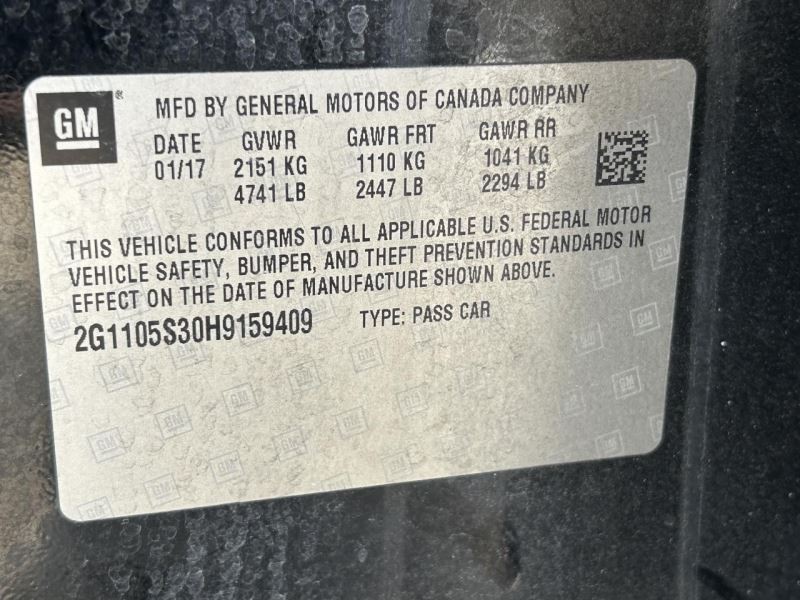 GM ® MFD BY GENERAL MOTORS OF CANADA COMPANY
DATE GVWR GAWR FRT GAWR RR
01/17 2151 KG 1110 KG 1041 KG
4741 LB 2447 LB 2294 LB
THIS VEHICLE CONFORMS TO ALL APPLICABLE U.S. FEDERAL MOTOR
VEHICLE SAFETY, BUMPER, AND THEFT PREVENTION STANDARDS IN
EFFECT ON THE DATE OF MANUFACTURE SHOWN ABOVE.
2G1105S30H9159409 TYPE: PASS CAR